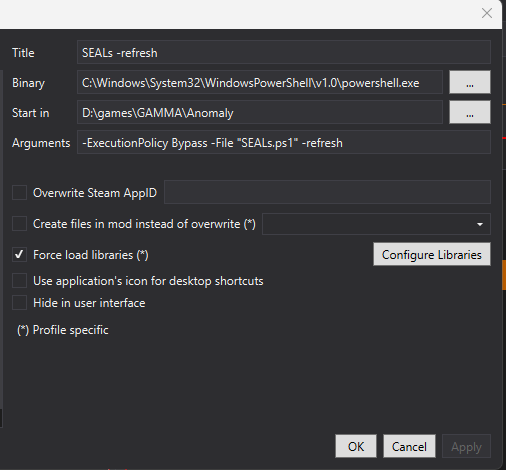 Title SEALs -refresh
Binary C:\Windows\System32\WindowsPowerShell\v1.0\powershell.exe ...
Start in D:\games\GAMMA\Anomaly ...
Arguments -ExecutionPolicy Bypass -File "SEALs.ps1" -refresh
Overwrite Steam AppID
Create files in mod instead of overwrite (*)
Force load libraries (*) Configure Libraries
Use application's icon for desktop shortcuts
Hide in user interface
(*) Profile specific
OK Cancel Apply